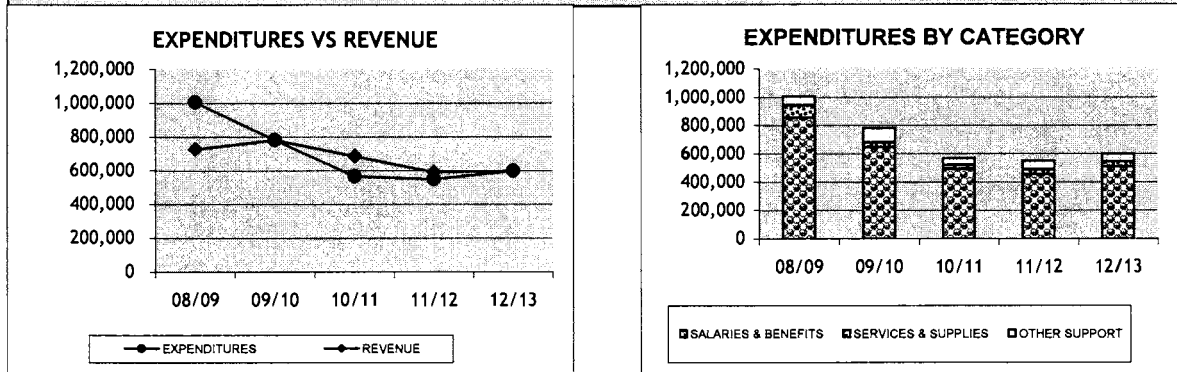 EXPENDITURES VS REVENUE
1,200,000
1,000,000
800,000
600,000
400,000
200,000
0
08/09 09/10 10/11 11/12 12/13
EXPENDITURES REVENUE
EXPENDITURES BY CATEGORY
1,200,000
1,000,000
800,000
600,000
400,000
200,000
0
08/09 09/10 10/11 11/12 12/13
SALARIES & BENEFITS SERVICES & SUPPLIES OTHER SUPPORT